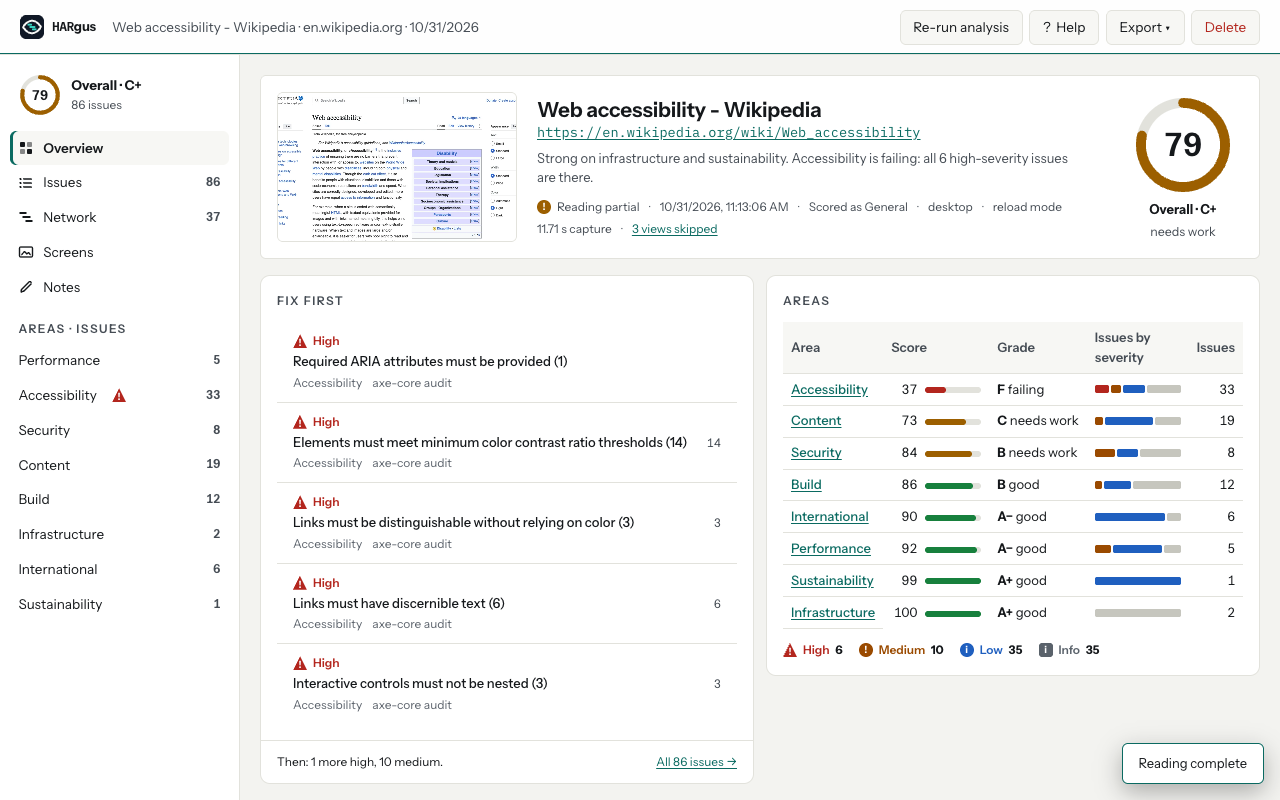 HARgus Web accessibility - Wikipedia · en.wikipedia.org · 10/31/2026 Re-run analysis ? Help Export ▾ Delete
79 Overall · C+
86 issues
Overview
Issues 86
Network 37
Screens
Notes
AREAS · ISSUES
Performance 5
Accessibility 33
Security 8
Content 19
Build 12
Infrastructure 2
International 6
Sustainability 1
Web accessibility
Disability
Web accessibility - Wikipedia
https://en.wikipedia.org/wiki/Web_accessibility
Strong on infrastructure and sustainability. Accessibility is failing: all 6 high-severity issues
are there.
! Reading partial · 10/31/2026, 11:13:06 AM · Scored as General · desktop · reload mode
11.71 s capture · 3 views skipped
79
Overall · C+
needs work
FIX FIRST
High
Required ARIA attributes must be provided (1)
Accessibility axe-core audit
High
Elements must meet minimum color contrast ratio thresholds (14) 14
Accessibility axe-core audit
High
Links must be distinguishable without relying on color (3) 3
Accessibility axe-core audit
High
Links must have discernible text (6) 6
Accessibility axe-core audit
High
Interactive controls must not be nested (3) 3
Accessibility axe-core audit
Then: 1 more high, 10 medium. All 86 issues →
AREAS
Area Score Grade Issues by severity Issues
Accessibility 37 F failing 33
Content 73 C needs work 19
Security 84 B needs work 8
Build 86 B good 12
International 90 A− good 6
Performance 92 A− good 5
Sustainability 99 A+ good 1
Infrastructure 100 A+ good 2
High 6 Medium 10 Low 35 Info 35
Reading complete